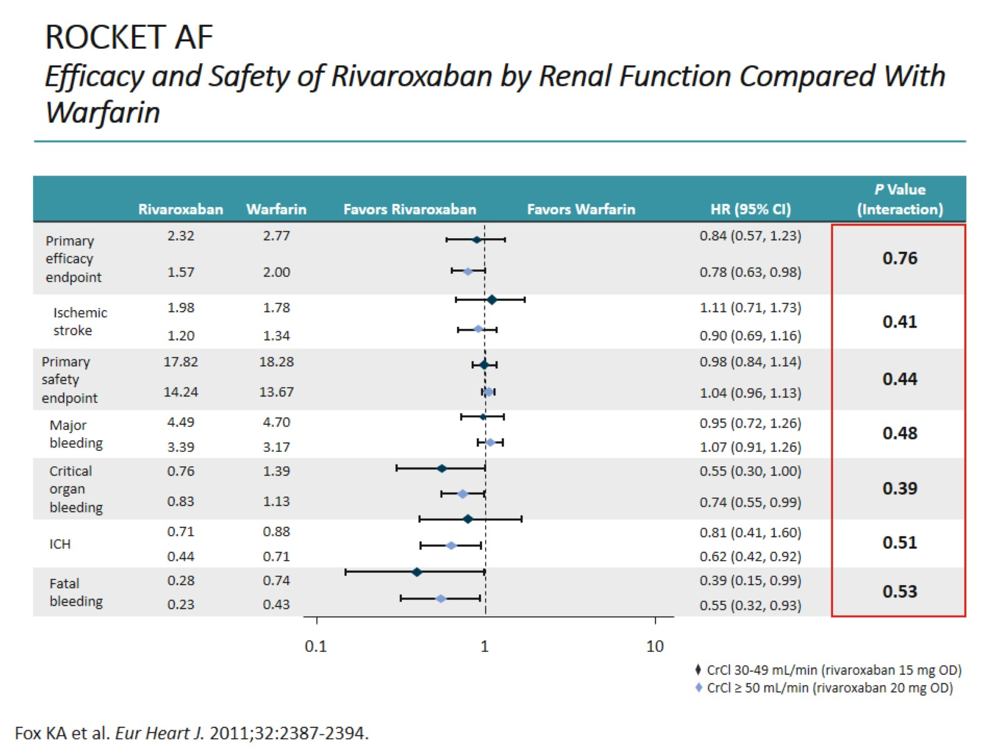 ROCKET AF
Efficacy and Safety of Rivaroxaban by Renal Function Compared With
Warfarin
Rivaroxaban Warfarin Favors Rivaroxaban Favors Warfarin HR (95% CI) P Value (Interaction)
Primary efficacy endpoint
2.32 2.77 0.84 (0.57, 1.23)
0.76
1.57 2.00 0.78 (0.63, 0.98)
Ischemic stroke
1.98 1.78 1.11 (0.71, 1.73)
0.41
1.20 1.34 0.90 (0.69, 1.16)
Primary safety endpoint
17.82 18.28 0.98 (0.84, 1.14)
0.44
14.24 13.67 1.04 (0.96, 1.13)
Major bleeding
4.49 4.70 0.95 (0.72, 1.26)
0.48
3.39 3.17 1.07 (0.91, 1.26)
Critical organ bleeding
0.76 1.39 0.55 (0.30, 1.00)
0.39
0.83 1.13 0.74 (0.55, 0.99)
ICH
0.71 0.88 0.81 (0.41, 1.60)
0.51
0.44 0.71 0.62 (0.42, 0.92)
Fatal bleeding
0.28 0.74 0.39 (0.15, 0.99)
0.53
0.23 0.43 0.55 (0.32, 0.93)
0.1 1 10
CrCl 30-49 mL/min (rivaroxaban 15 mg OD)
CrCl ≥ 50 mL/min (rivaroxaban 20 mg OD)
Fox KA et al. Eur Heart J. 2011;32:2387-2394.